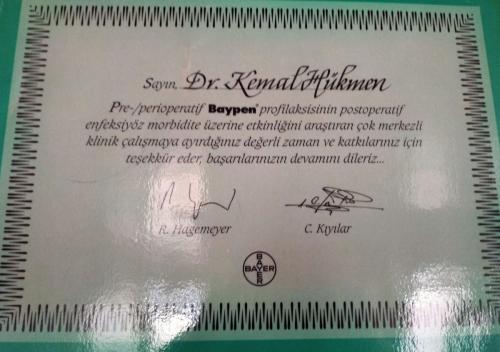 Sayın, Dr. Kemal Hükmen
Pre-/perioperatif Baypen® profilaksisinin postoperatif
enfeksiyöz morbidite üzerine etkinliğini araştıran çok merkezli
klinik çalışmaya ayırdığınız değerli zaman ve katkılarınız için
teşekkür eder, başarılarınızın devamını dileriz...
R. Hagemeyer C. Kıyılar
BAYER
BAYER